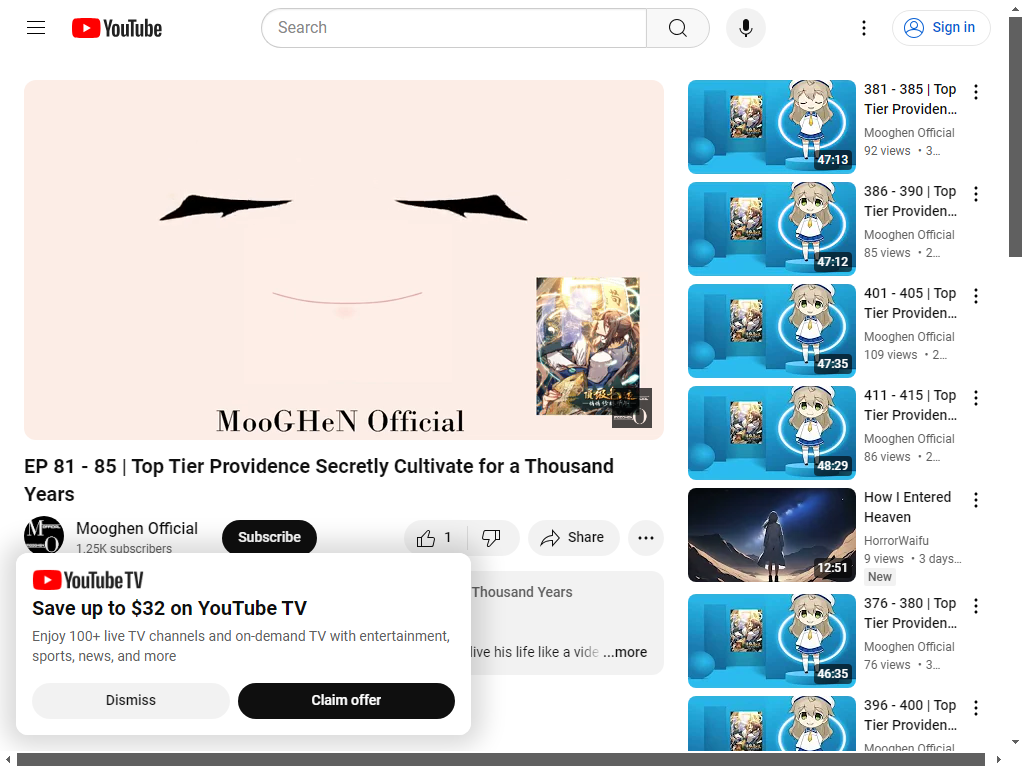 YouTube
Search
Sign in
MooGHeN Official
EP 81 - 85 | Top Tier Providence Secretly Cultivate for a Thousand
Years
Mooghen Official
1.25K subscribers
Subscribe
1
Share
YouTube TV
Save up to $32 on YouTube TV
Enjoy 100+ live TV channels and on-demand TV with entertainment,
sports, news, and more
Dismiss
Claim offer
Thousand Years
live his life like a vide ...more
381 - 385 | Top
Tier Providen...
Mooghen Official
92 views • 3...
47:13
386 - 390 | Top
Tier Providen...
Mooghen Official
85 views • 2...
47:12
401 - 405 | Top
Tier Providen...
Mooghen Official
109 views • 2...
47:35
411 - 415 | Top
Tier Providen...
Mooghen Official
86 views • 2...
48:29
How I Entered
Heaven
HorrorWaifu
9 views • 3 days...
New
12:51
376 - 380 | Top
Tier Providen...
Mooghen Official
76 views • 3...
46:35
396 - 400 | Top
Tier Providen...
Mooghen Official